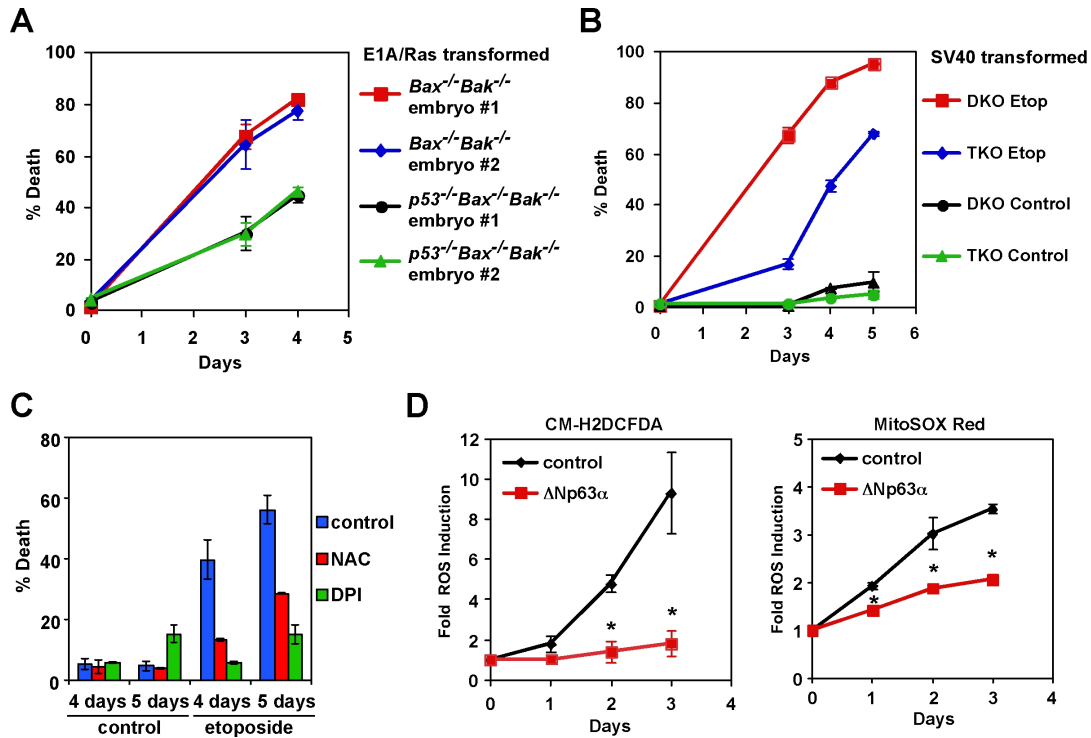 A
E1A/Ras transformed
% Death
100
80
60
40
20
0
0 1 2 3 4 5
Days
Bax-/-Bak-/-
embryo #1
Bax-/-Bak-/-
embryo #2
p53-/-Bax-/-Bak-/-
embryo #1
p53-/-Bax-/-Bak-/-
embryo #2
B
SV40 transformed
% Death
100
80
60
40
20
0
0 1 2 3 4 5 6
Days
DKO Etop
TKO Etop
DKO Control
TKO Control
C
% Death
80
60
40
20
0
4 days 5 days 4 days 5 days
control etoposide
control
NAC
DPI
D
CM-H2DCFDA
Fold ROS Induction
12
10
8
6
4
2
0
0 1 2 3 4
Days
control
ΔNp63α
*
*
MitoSOX Red
Fold ROS Induction
5
4
3
2
1
0
0 1 2 3 4
Days
control
ΔNp63α
*
*
*